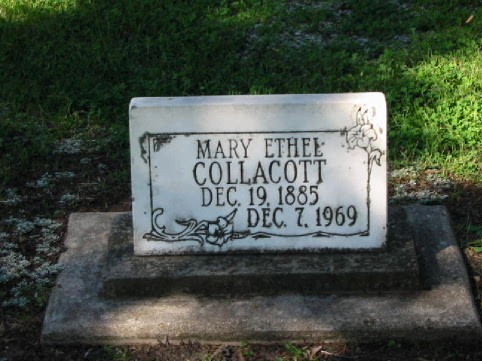 MARY ETHEL
COLLACOTT
DEC. 19, 1885
DEC. 7, 1969